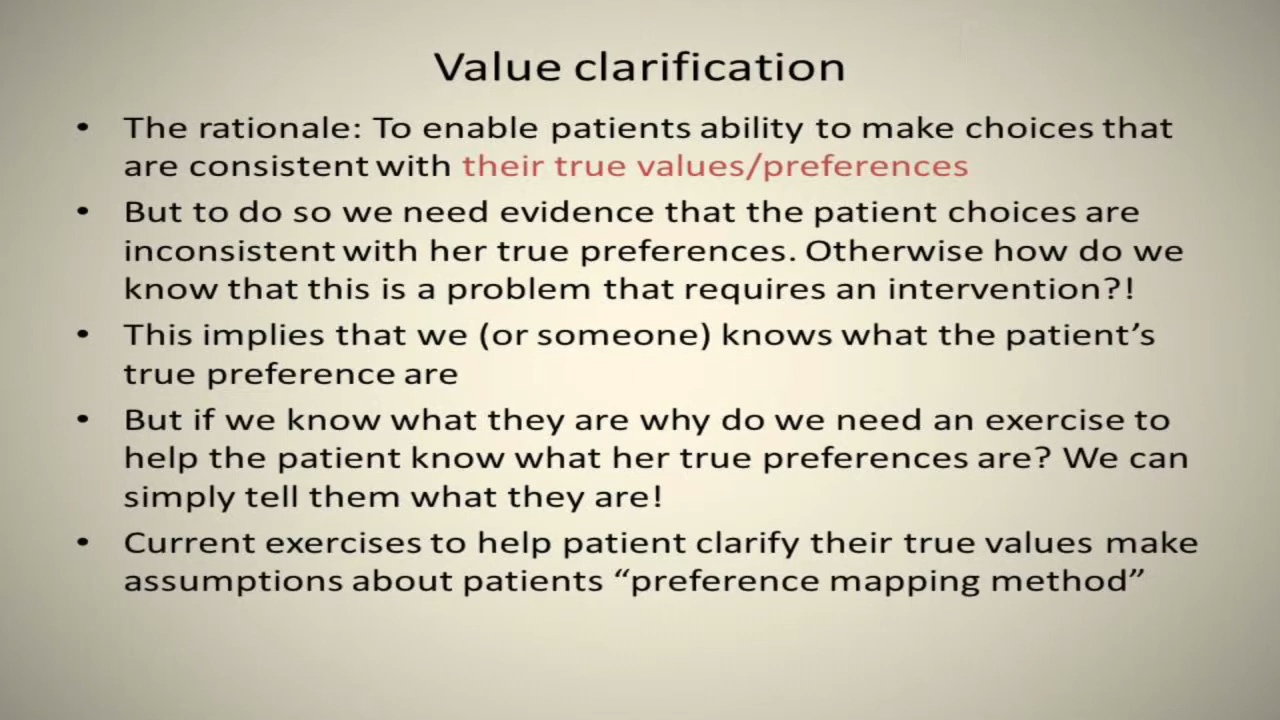 Value clarification
• The rationale: To enable patients ability to make choices that
are consistent with their true values/preferences
• But to do so we need evidence that the patient choices are
inconsistent with her true preferences. Otherwise how do we
know that this is a problem that requires an intervention?!
• This implies that we (or someone) knows what the patient’s
true preference are
• But if we know what they are why do we need an exercise to
help the patient know what her true preferences are? We can
simply tell them what they are!
• Current exercises to help patient clarify their true values make
assumptions about patients “preference mapping method”